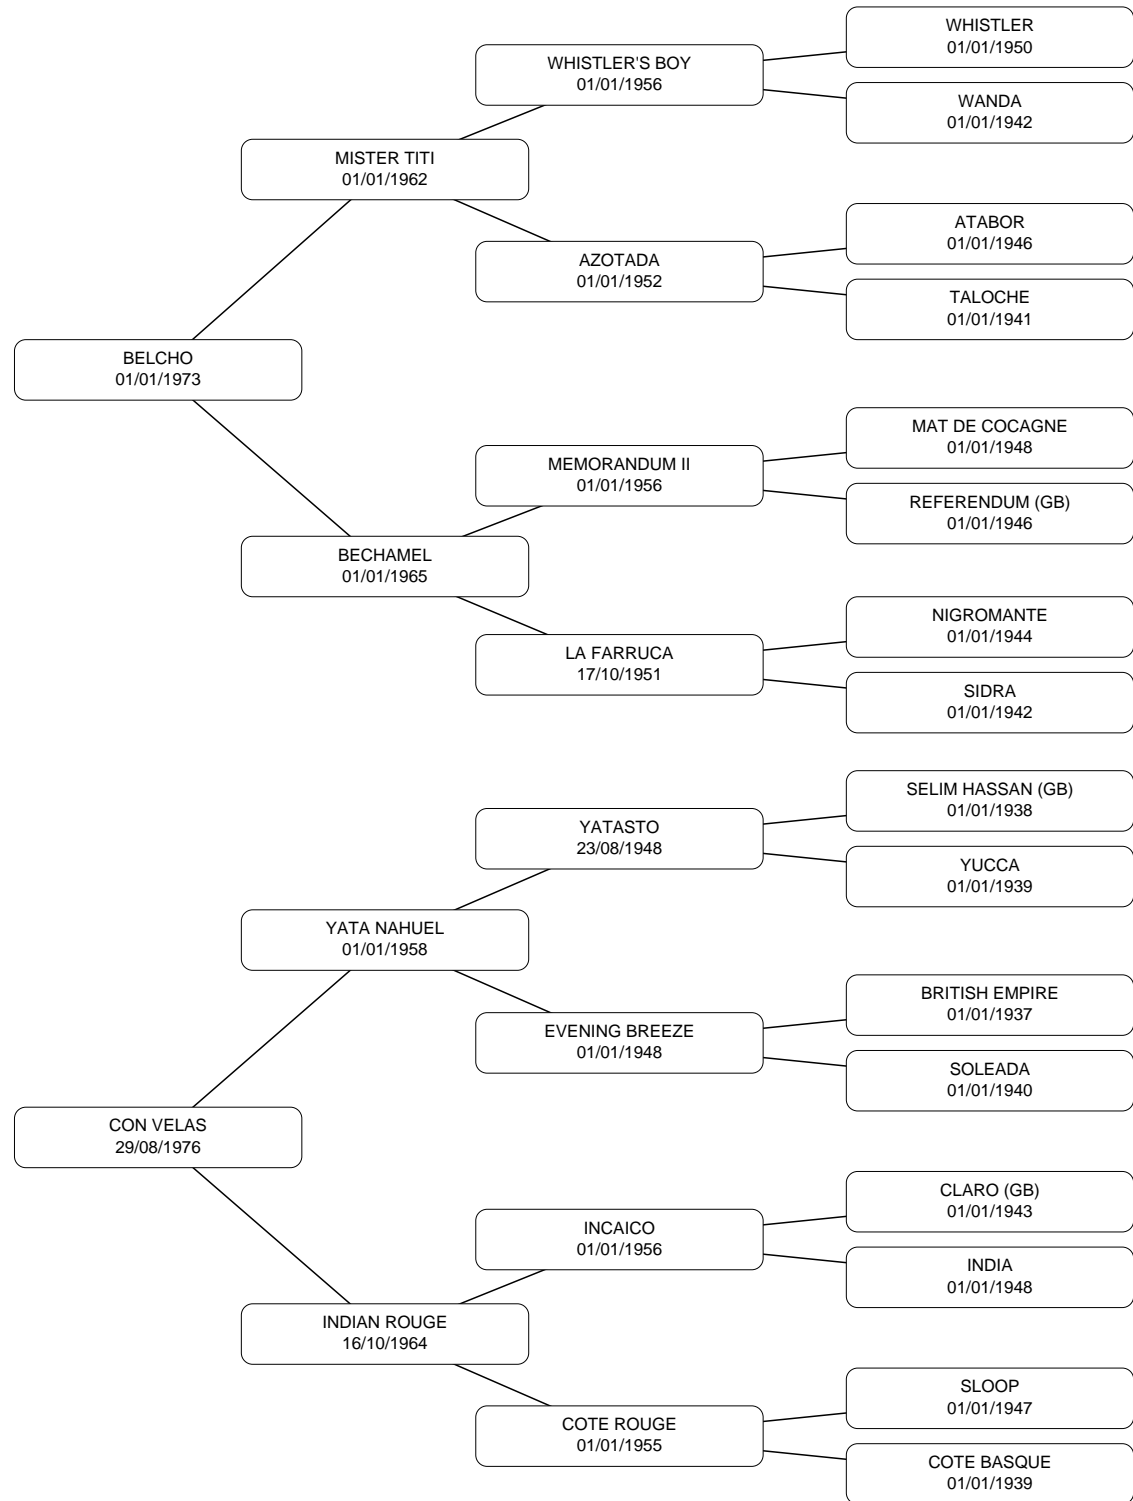 WHISTLER
01/01/1950
WHISTLER'S BOY
01/01/1956
WANDA
01/01/1942
MISTER TITI
01/01/1962
ATABOR
01/01/1946
AZOTADA
01/01/1952
TALOCHE
01/01/1941
BELCHO
01/01/1973
MAT DE COCAGNE
01/01/1948
MEMORANDUM II
01/01/1956
REFERENDUM (GB)
01/01/1946
BECHAMEL
01/01/1965
NIGROMANTE
01/01/1944
LA FARRUCA
17/10/1951
SIDRA
01/01/1942
SELIM HASSAN (GB)
01/01/1938
YATASTO
23/08/1948
YUCCA
01/01/1939
YATA NAHUEL
01/01/1958
BRITISH EMPIRE
01/01/1937
EVENING BREEZE
01/01/1948
SOLEADA
01/01/1940
CON VELAS
29/08/1976
CLARO (GB)
01/01/1943
INCAICO
01/01/1956
INDIA
01/01/1948
INDIAN ROUGE
16/10/1964
SLOOP
01/01/1947
COTE ROUGE
01/01/1955
COTE BASQUE
01/01/1939